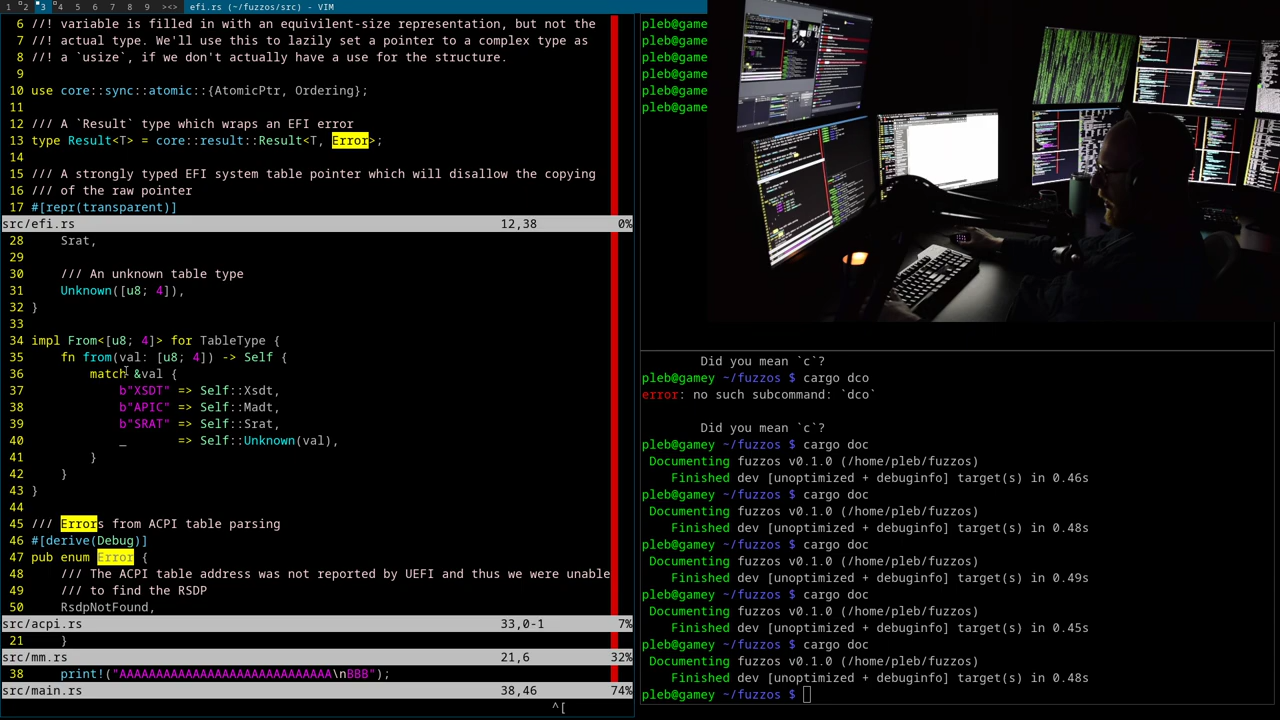 1 2 3 4 5 6 7 8 9 ><> efi.rs (~/fuzzos/src) - VIM
6 //! variable is filled in with an equivilent-size representation, but not the
7 //! actual type. We'll use this to lazily set a pointer to a complex type as
8 //! a `usize`, if we don't actually have a use for the structure.
9
10 use core::sync::atomic::{AtomicPtr, Ordering};
11
12 /// A `Result` type which wraps an EFI error
13 type Result<T> = core::result::Result<T, Error>;
14
15 /// A strongly typed EFI system table pointer which will disallow the copying
16 /// of the raw pointer
17 #[repr(transparent)]
src/efi.rs 12,38 0%
28 Srat,
29
30 /// An unknown table type
31 Unknown([u8; 4]),
32 }
33
34 impl From<[u8; 4]> for TableType {
35 fn from(val: [u8; 4]) -> Self {
36 match &val {
37 b"XSDT" => Self::Xsdt,
38 b"APIC" => Self::Madt,
39 b"SRAT" => Self::Srat,
40 _ => Self::Unknown(val),
41 }
42 }
43 }
44
45 /// Errors from ACPI table parsing
46 #[derive(Debug)]
47 pub enum Error {
48 /// The ACPI table address was not reported by UEFI and thus we were unable
49 /// to find the RSDP
50 RsdpNotFound,
src/acpi.rs 33,0-1 7%
21 }
src/mm.rs 21,6 32%
38 print!("AAAAAAAAAAAAAAAAAAAAAAAAAAAAA\nBBB");
src/main.rs 38,46 74%
^[
pleb@game
pleb@game
pleb@game
pleb@game
pleb@game
pleb@game
Did you mean `c`?
pleb@gamey ~/fuzzos $ cargo dco
error: no such subcommand: `dco`
Did you mean `c`?
pleb@gamey ~/fuzzos $ cargo doc
Documenting fuzzos v0.1.0 (/home/pleb/fuzzos)
Finished dev [unoptimized + debuginfo] target(s) in 0.46s
pleb@gamey ~/fuzzos $ cargo doc
Documenting fuzzos v0.1.0 (/home/pleb/fuzzos)
Finished dev [unoptimized + debuginfo] target(s) in 0.48s
pleb@gamey ~/fuzzos $ cargo doc
Documenting fuzzos v0.1.0 (/home/pleb/fuzzos)
Finished dev [unoptimized + debuginfo] target(s) in 0.49s
pleb@gamey ~/fuzzos $ cargo doc
Documenting fuzzos v0.1.0 (/home/pleb/fuzzos)
Finished dev [unoptimized + debuginfo] target(s) in 0.45s
pleb@gamey ~/fuzzos $ cargo doc
Documenting fuzzos v0.1.0 (/home/pleb/fuzzos)
Finished dev [unoptimized + debuginfo] target(s) in 0.48s
pleb@gamey ~/fuzzos $